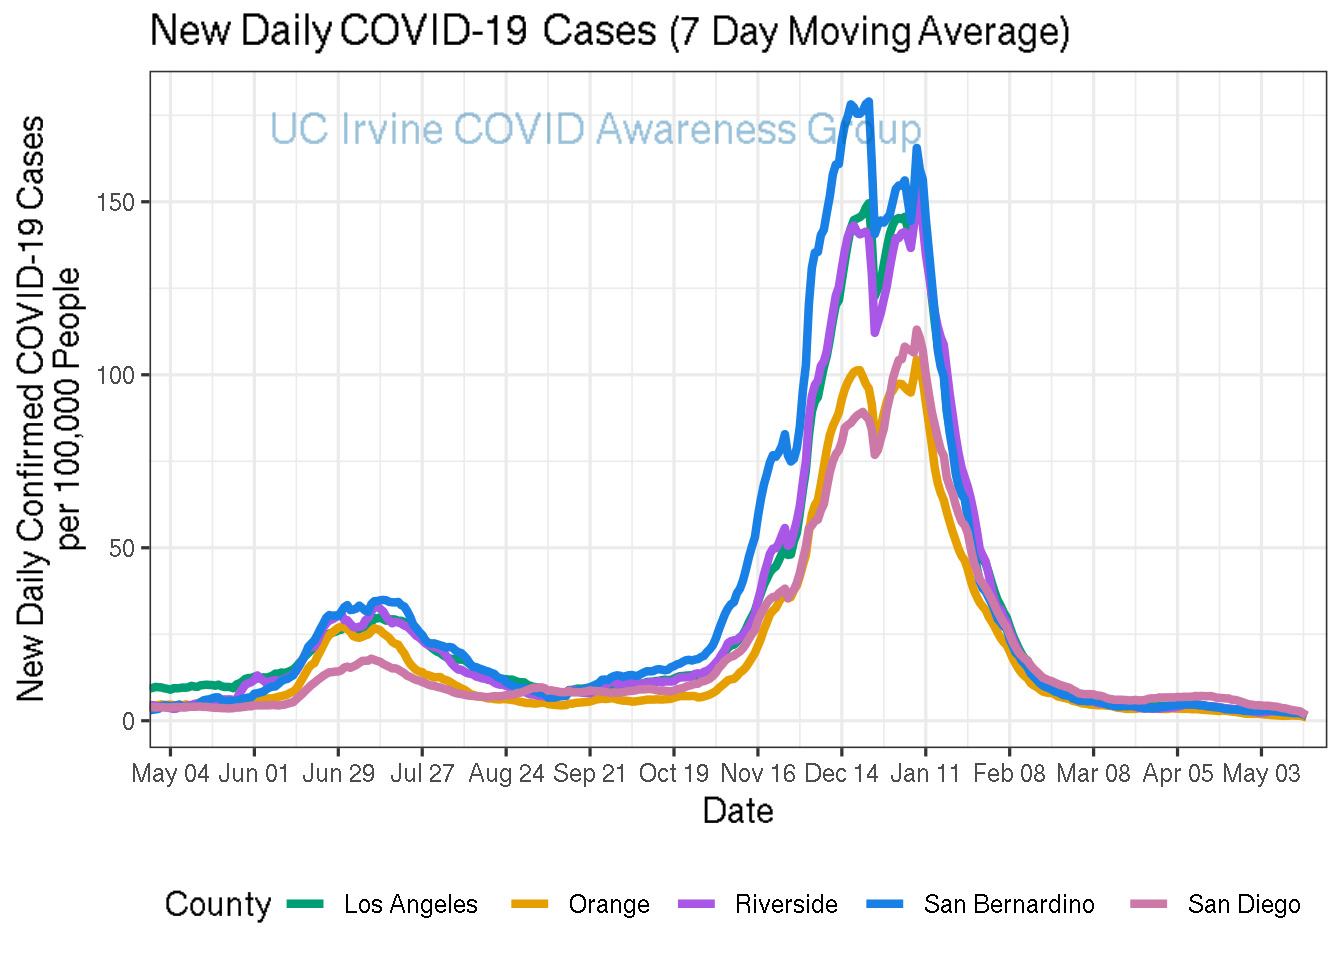 New Daily COVID-19 Cases (7 Day Moving Average)
UC Irvine COVID Awareness Group
New Daily Confirmed COVID-19 Cases
per 100,000 People
150
100
50
0
May 04 Jun 01 Jun 29 Jul 27 Aug 24 Sep 21 Oct 19 Nov 16 Dec 14 Jan 11 Feb 08 Mar 08 Apr 05 May 03
Date
County Los Angeles Orange Riverside San Bernardino San Diego